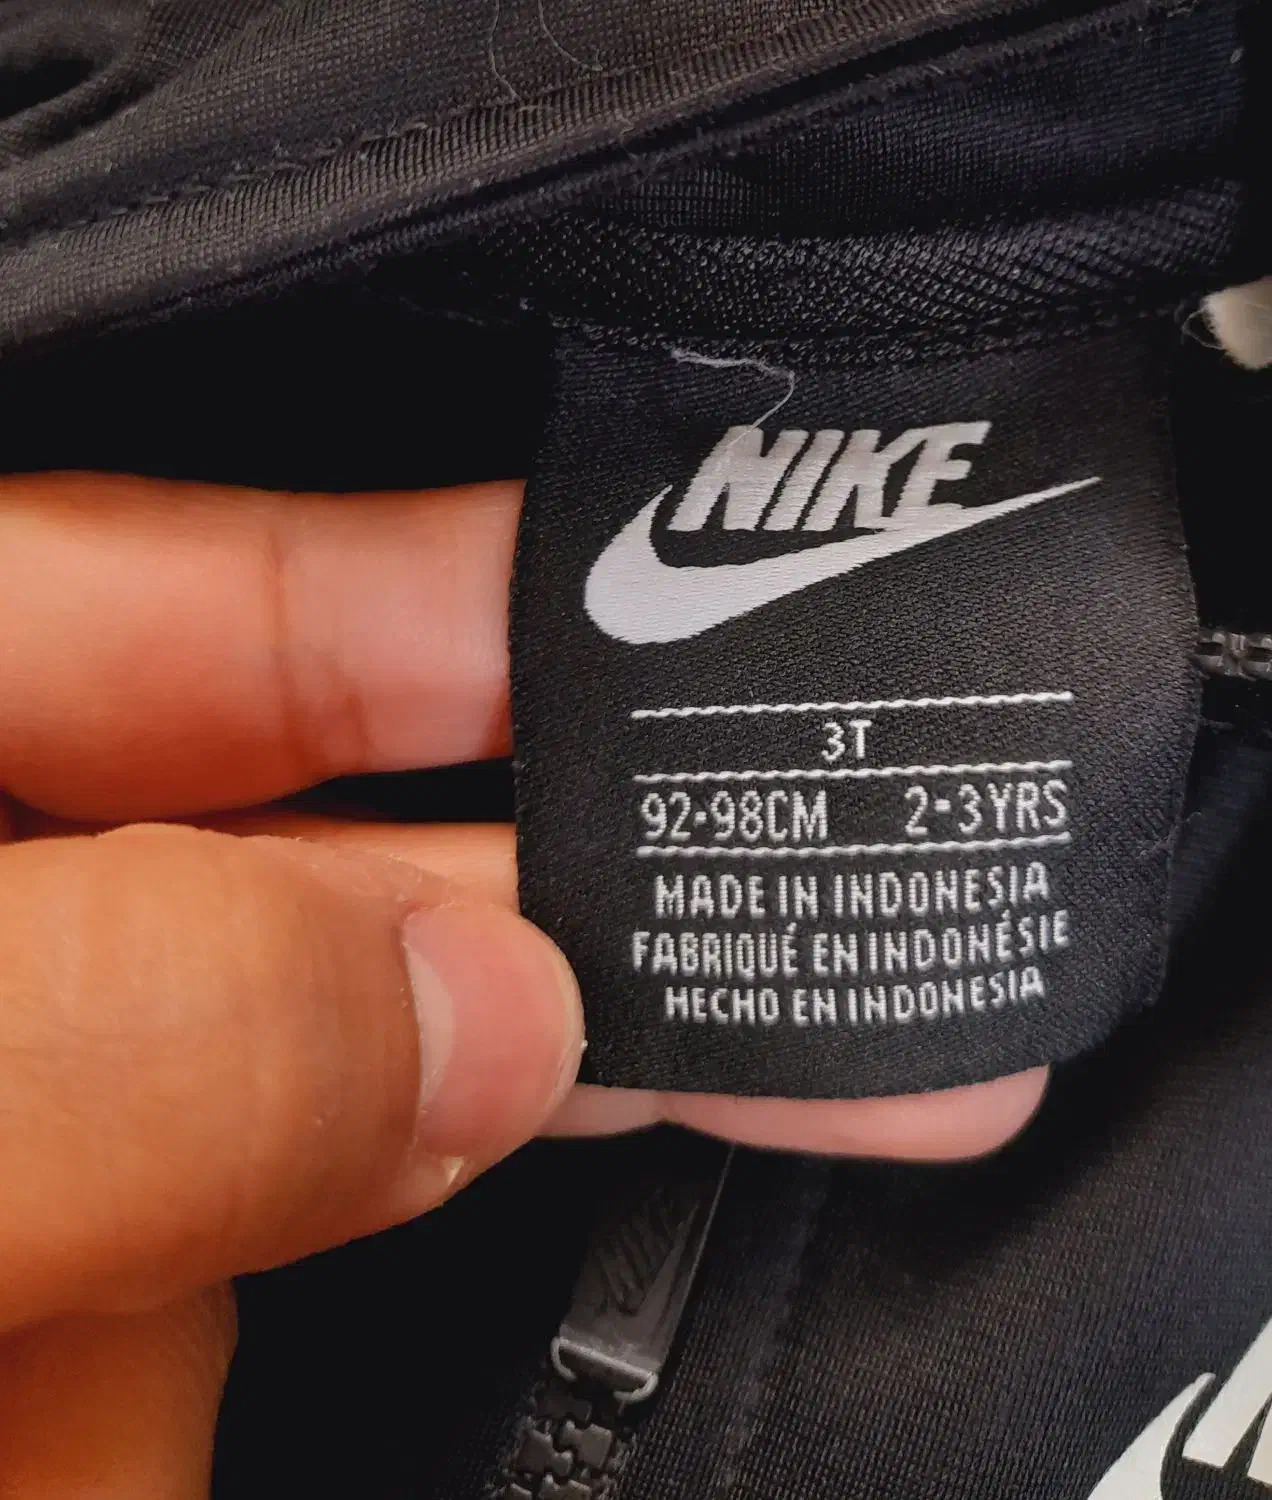 NIKE
3T
92-98CM 2-3YRS
MADE IN INDONESIA
FABRIQUÉ EN INDONÉSIE
HECHO EN INDONESIA